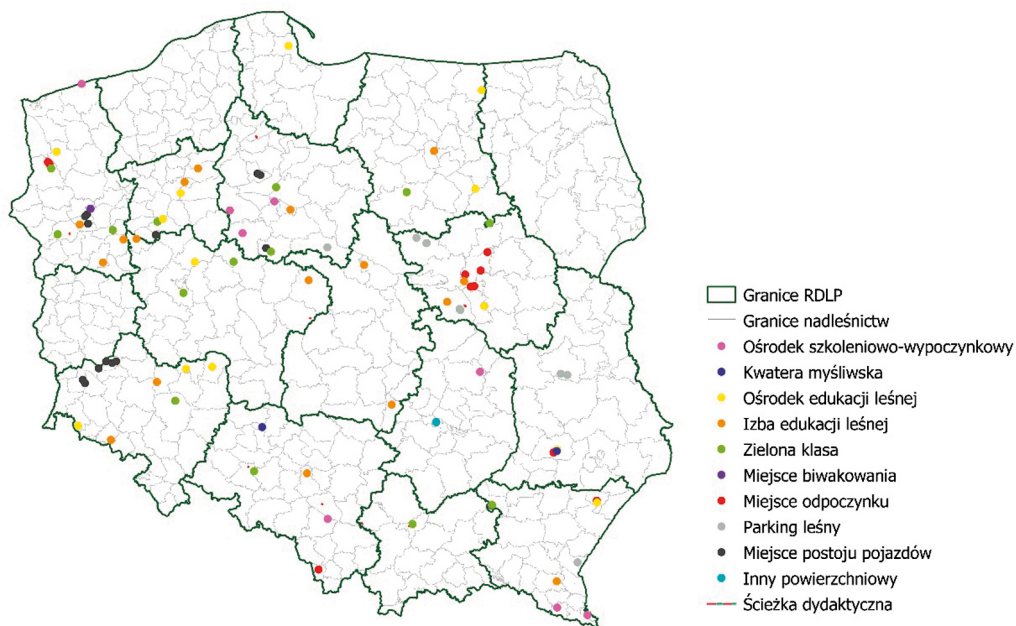 Granice RDLP
Granice nadleśnictw
Ośrodek szkoleniowo-wypoczynkowy
Kwatera myśliwska
Ośrodek edukacji leśnej
Izba edukacji leśnej
Zielona klasa
Miejsce biwakowania
Miejsce odpoczynku
Parking leśny
Miejsce postoju pojazdów
Inny powierzchniowy
Ścieżka dydaktyczna